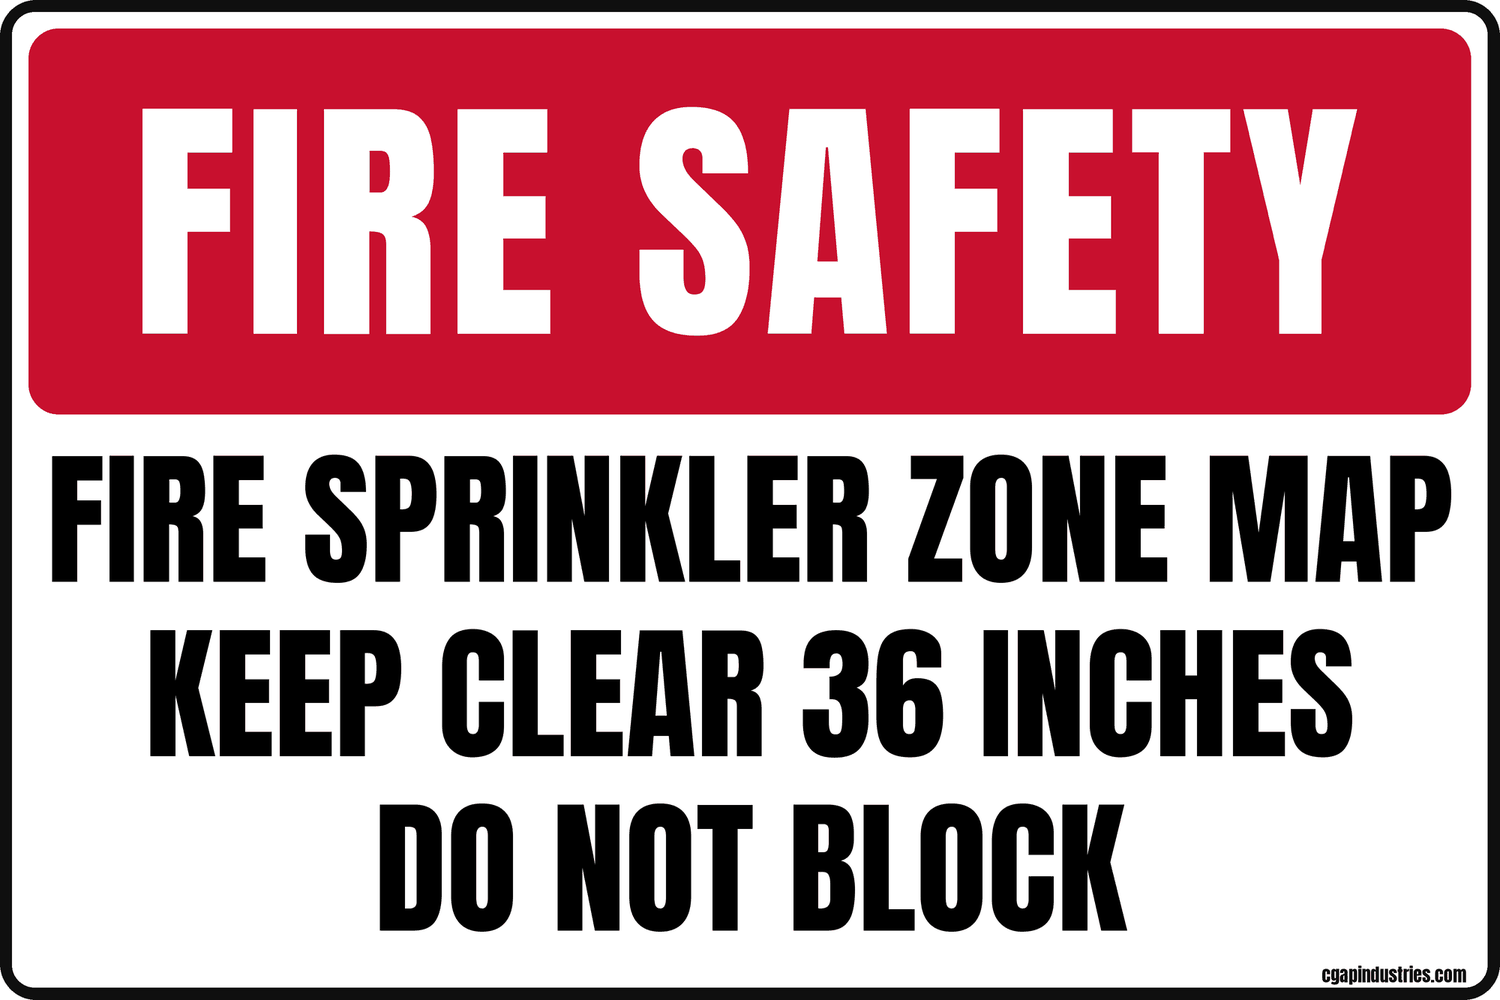 FIRE SAFETY
FIRE SPRINKLER ZONE MAP
KEEP CLEAR 36 INCHES
DO NOT BLOCK
cgapindustries.com